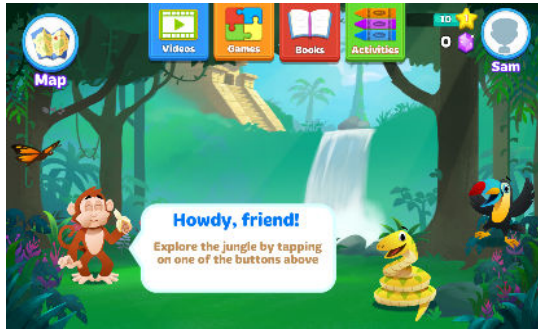 Videos
Games
Books
Activities
10
0
Map
Sam
Howdy, friend!
Explore the jungle by tapping
on one of the buttons above